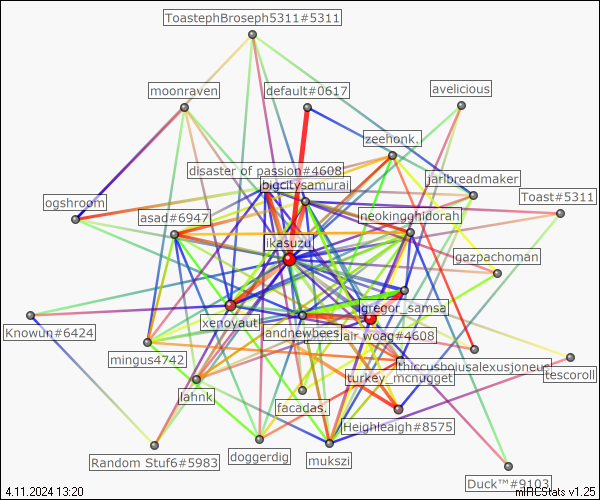 ToastephBroseph5311#5311
moonraven
default#0617
avelicious
zeehonk.
disaster of passion#4608
bigcitysamurai
jarlbreadmaker
ogshroom
Toast#5311
asad#6947
neokingghidorah
ikasuzu
gazpachoman
gregor_samsa
xenoyaut
Knowun#6424
andnewbees
air woag#4608
mingus4742
thiccusboiusalexusjoneus
tescoroll
turkey_mcnugget
lahnk
facadas.
Heighleaigh#8575
doggerdig
mukszi
Random Stuf6#5983
Duck™#9103
4.11.2024 13:20
mIRCStats v1.25